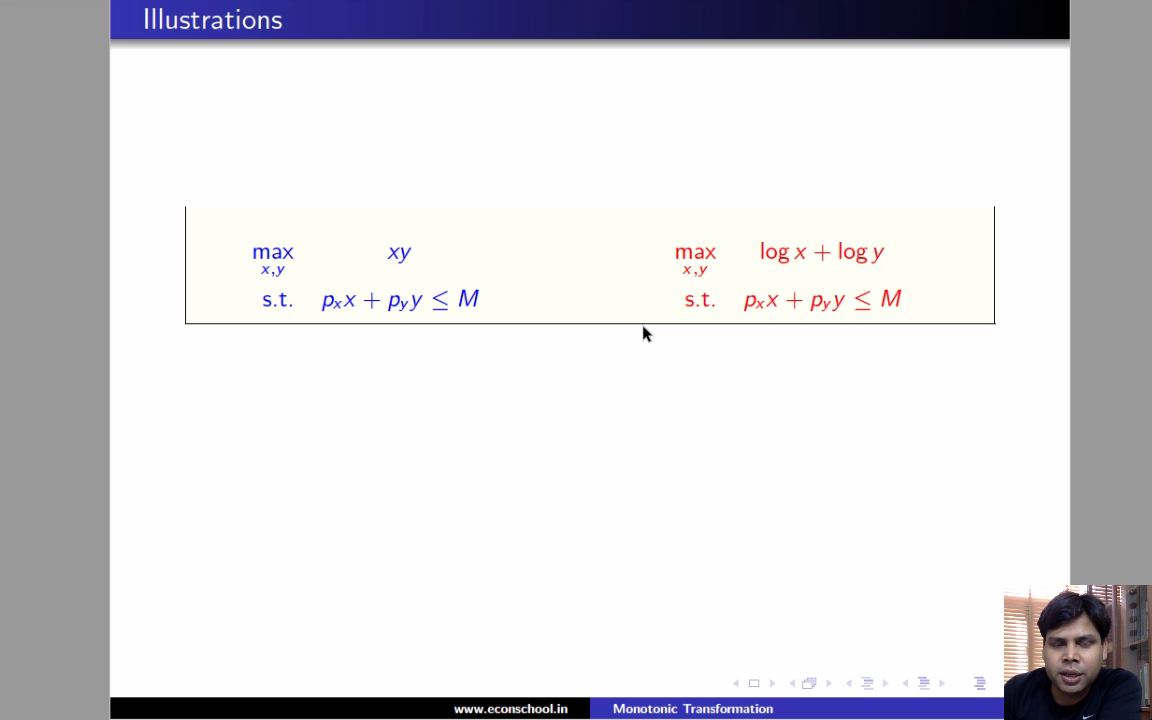 Illustrations
max xy max log x + log y
x,y x,y
s.t. pₓx + p_y y ≤ M s.t. pₓx + p_y y ≤ M
www.econschool.in Monotonic Transformation